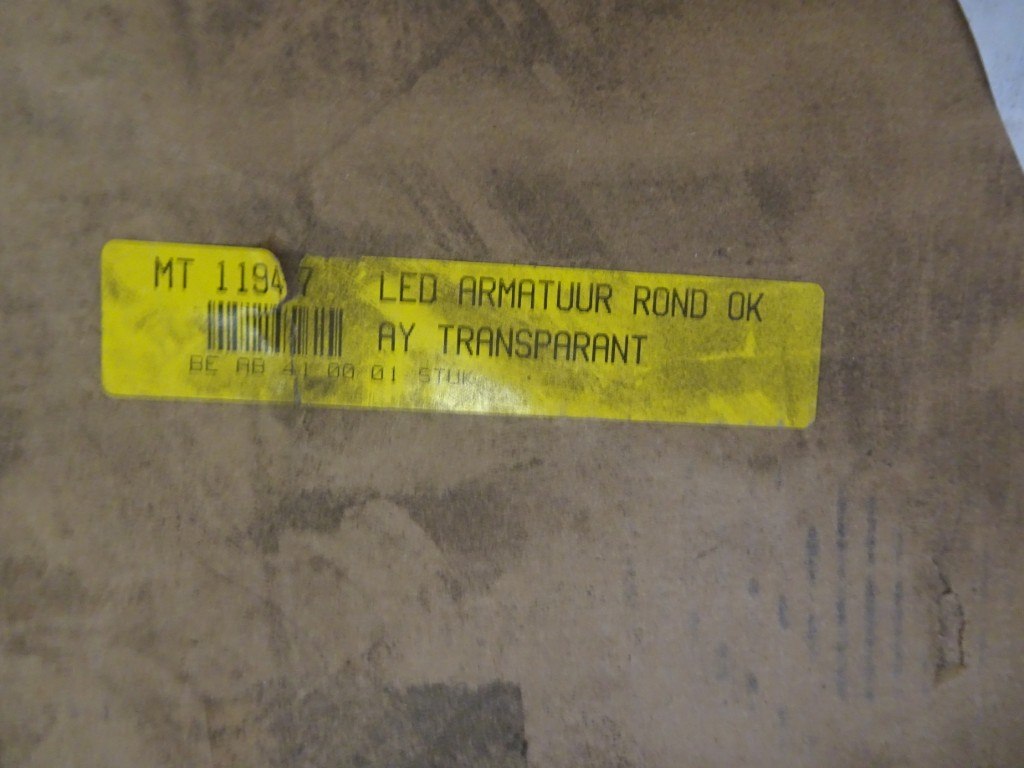 MT 11947 LED ARMATUUR ROND OK
AY TRANSPARANT
BE AB 41 00 01 STUK